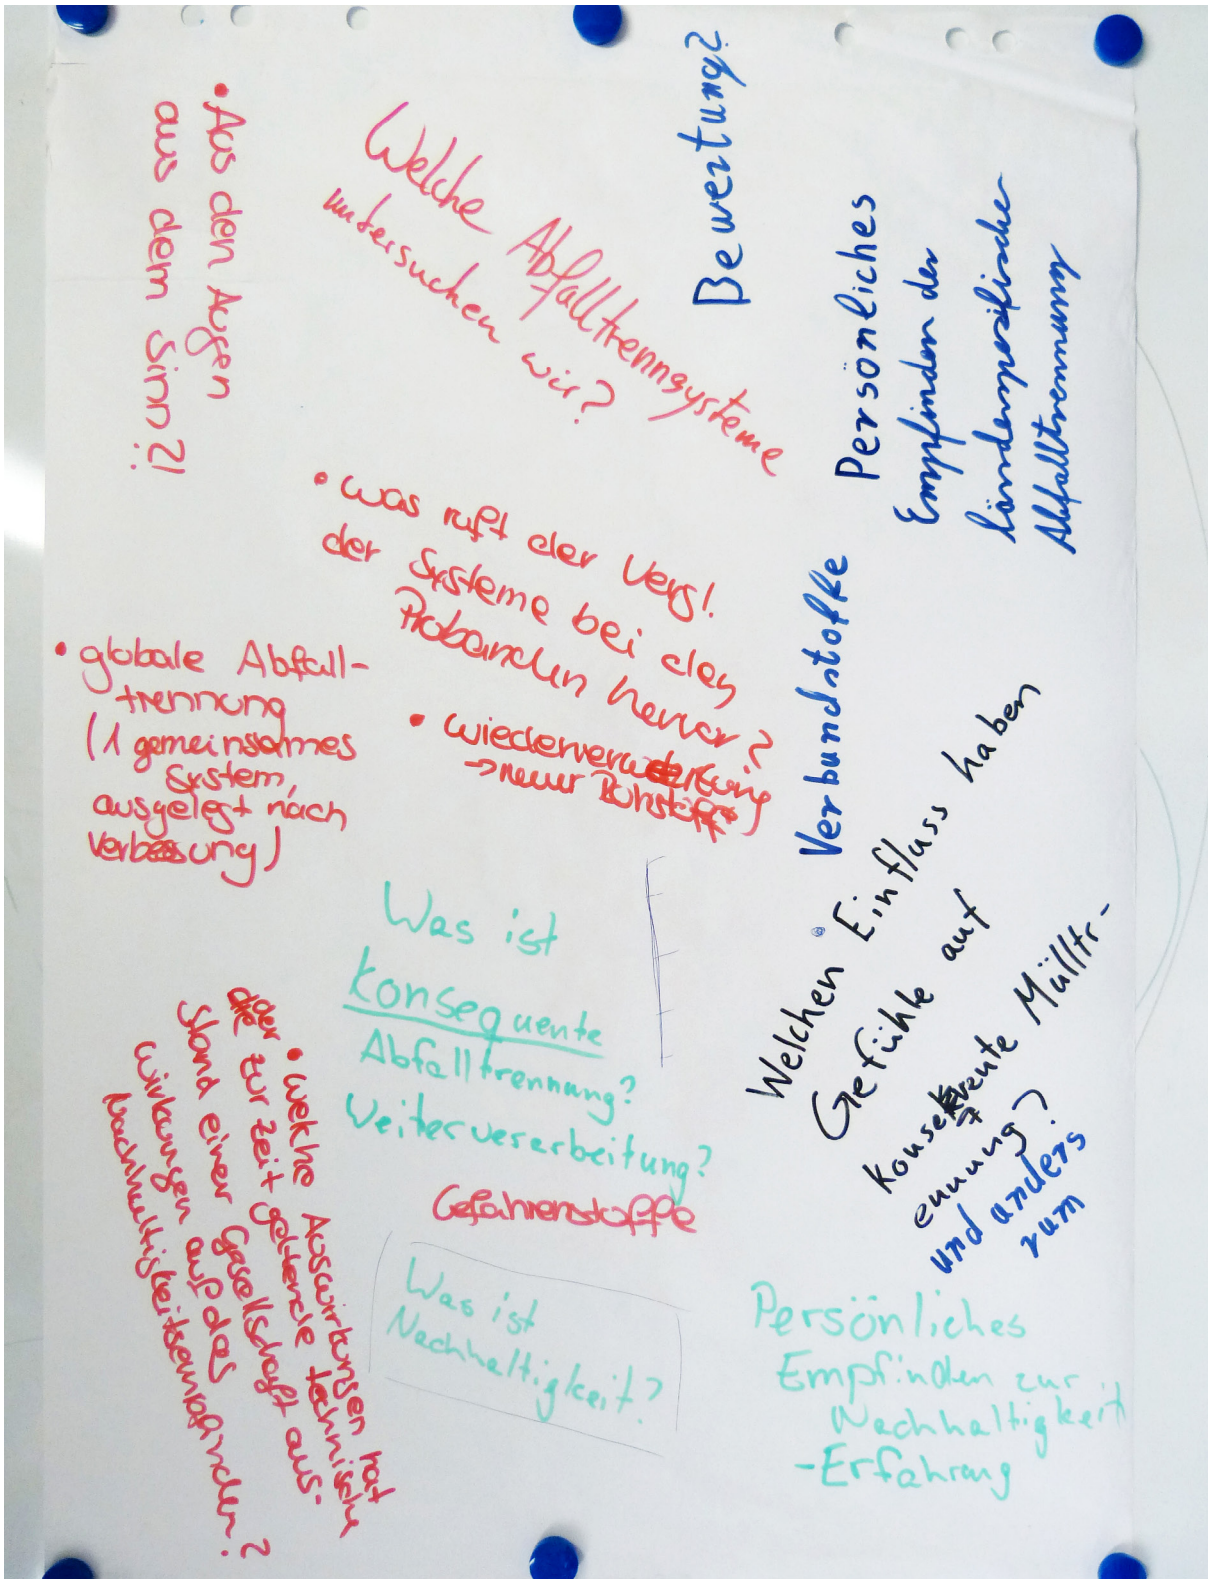 • Aus den Augen
aus dem Sinn?!
Welche Abfalltrennsysteme
untersuchen wir?
Bewertung?
Persönliches
Empfinden der
länderspezifische
Abfalltrennung
• was ruft der Vergl.
der Systeme bei den
Probanden hervor?
• wiederverwertung
→ neuer Rohstoff
• globale Abfall-
trennung
(1 gemeinsames
System,
ausgelegt nach
Verbessung)
Verbundstoffe
• Welchen Einfluss haben
Gefühle auf
konsequente Mülltr-
ennung?
und anders
rum
Was ist
konsequente
Abfalltrennung?
Weiterverarbeitung?
Gefahrenstoffe
Was ist
Nachhaltigkeit?
• welche Auswirkungen hat
der zur zeit geltende technische
Stand einer Gesellschaft aus-
wirkungen auf das
Nachhaltigkeitsempfinden?
Persönliches
Empfinden zur
Nachhaltigkeit
-Erfahrung